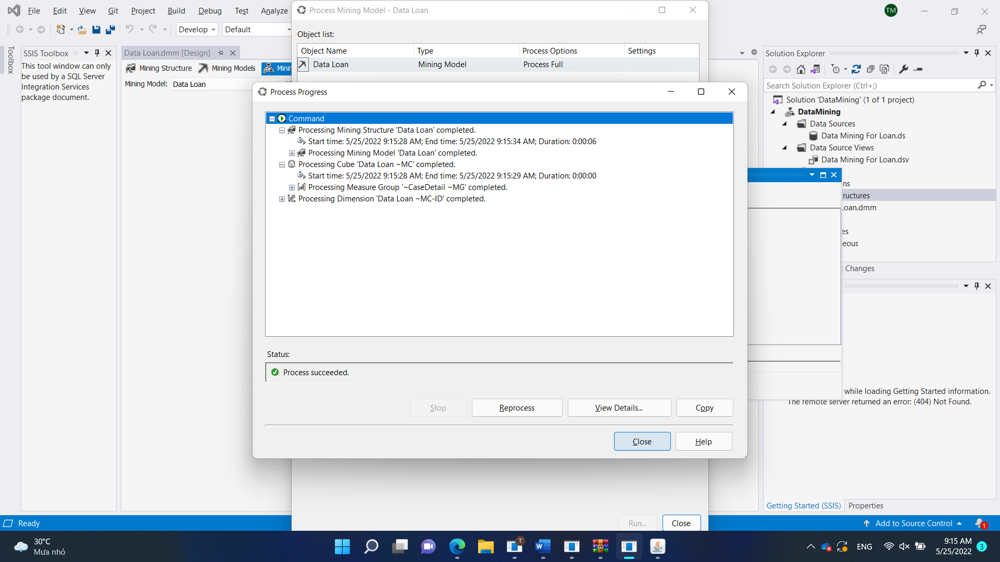 File Edit View Git Project Build Debug Test Analyze
Process Mining Model - Data Loan
TM
Develop Default
Toolbox
SSIS Toolbox
This tool window can only
be used by a SQL Server
Integration Services
package document.
Data Loan.dmm [Design]
Mining Structure Mining Models
Mining Model: Data Loan
Object list:
Object Name Type Process Options Settings
Data Loan Mining Model Process Full
Process Progress
Command
Processing Mining Structure 'Data Loan' completed.
Start time: 5/25/2022 9:15:28 AM; End time: 5/25/2022 9:15:34 AM; Duration: 0:00:06
Processing Mining Model 'Data Loan' completed.
Processing Cube 'Data Loan ~MC' completed.
Start time: 5/25/2022 9:15:28 AM; End time: 5/25/2022 9:15:29 AM; Duration: 0:00:00
Processing Measure Group '~CaseDetail ~MG' completed.
Processing Dimension 'Data Loan ~MC-ID' completed.
Status:
Process succeeded.
Stop Reprocess View Details... Copy
Close Help
Run... Close
Solution Explorer
Search Solution Explorer (Ctrl+;)
Solution 'DataMining' (1 of 1 project)
DataMining
Data Sources
Data Mining For Loan.ds
Data Source Views
Data Mining For Loan.dsv
ns
ructures
Loan.dmm
es
eous
Changes
while loading Getting Started information.
The remote server returned an error: (404) Not Found.
Getting Started (SSIS) Properties
Ready
Add to Source Control
1
30°C
Mưa nhỏ
T
ENG
9:15 AM
5/25/2022
3